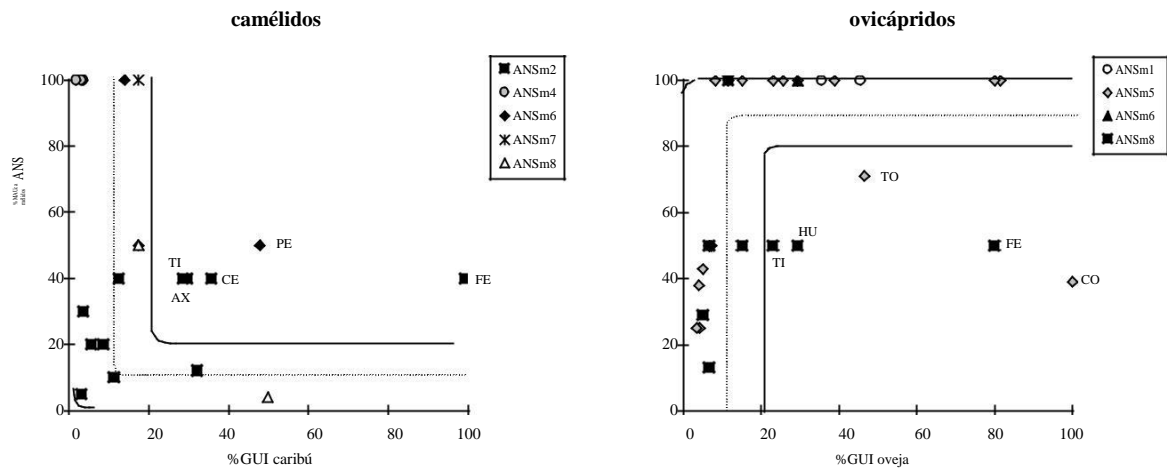 camélidos
100
80
60
40
20
0
%MAUa
ANS
ANSm2
ANSm4
ANSm6
ANSm7
ANSm8
TI
AX
CE
PE
FE
0 20 40 60 80 100
%GUI caribú
ovicápridos
100
80
60
40
20
0
ANSm1
ANSm5
ANSm6
ANSm8
TO
HU
TI
FE
CO
0 20 40 60 80 100
%GUI oveja